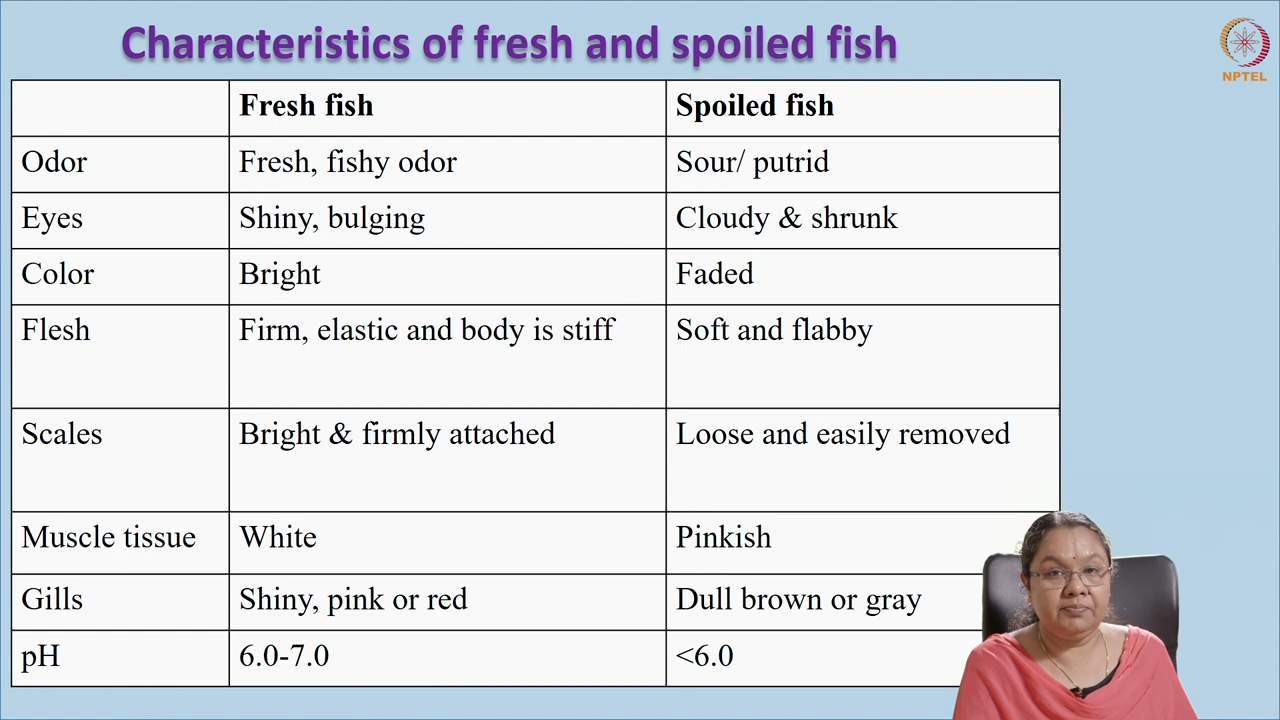 Characteristics of fresh and spoiled fish
NPTEL
Fresh fish Spoiled fish
Odor Fresh, fishy odor Sour/ putrid
Eyes Shiny, bulging Cloudy & shrunk
Color Bright Faded
Flesh Firm, elastic and body is stiff Soft and flabby
Scales Bright & firmly attached Loose and easily removed
Muscle tissue White Pinkish
Gills Shiny, pink or red Dull brown or gray
pH 6.0-7.0 <6.0